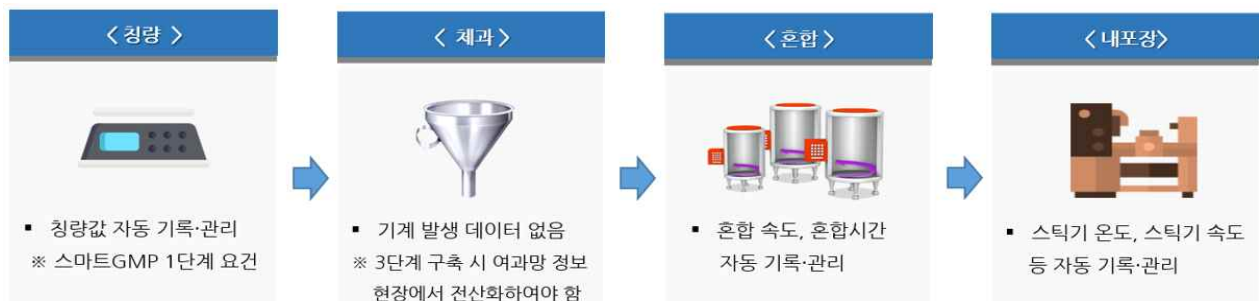 < 칭량 >
▪ 칭량값 자동 기록·관리
※ 스마트GMP 1단계 요건
< 체과 >
▪ 기계 발생 데이터 없음
※ 3단계 구축 시 여과망 정보
현장에서 전산화하여야 함
< 혼합 >
▪ 혼합 속도, 혼합시간
자동 기록·관리
< 내포장>
▪ 스틱기 온도, 스틱기 속도
등 자동 기록·관리